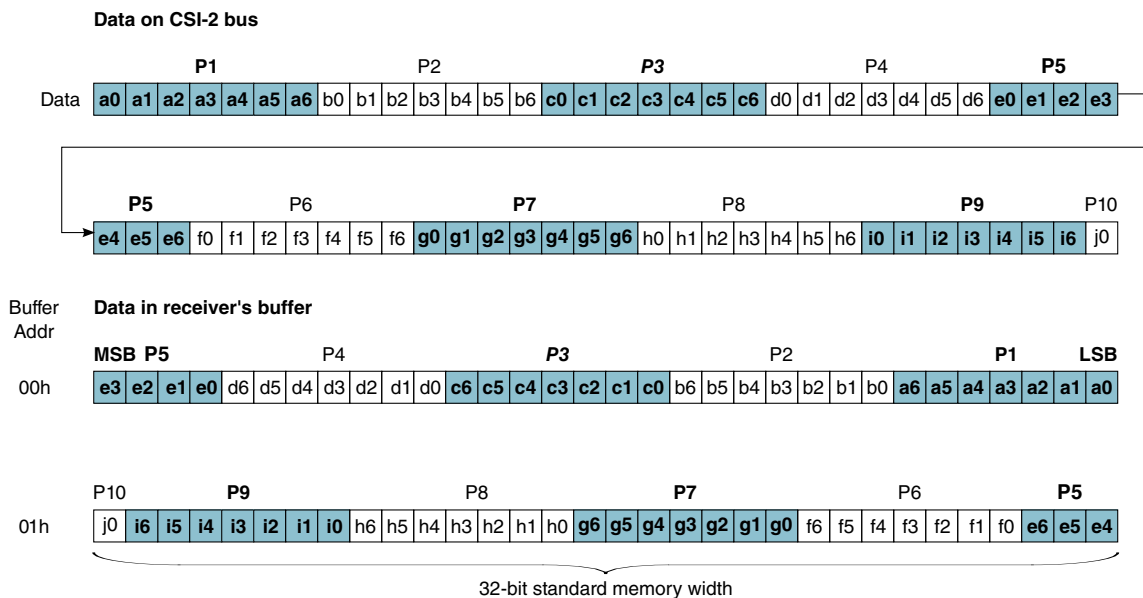 Data on CSI-2 bus
P1 P2 P3 P4 P5
Data a0 a1 a2 a3 a4 a5 a6 b0 b1 b2 b3 b4 b5 b6 c0 c1 c2 c3 c4 c5 c6 d0 d1 d2 d3 d4 d5 d6 e0 e1 e2 e3
P5 P6 P7 P8 P9 P10
e4 e5 e6 f0 f1 f2 f3 f4 f5 f6 g0 g1 g2 g3 g4 g5 g6 h0 h1 h2 h3 h4 h5 h6 i0 i1 i2 i3 i4 i5 i6 j0
Buffer Addr
Data in receiver's buffer
MSB P5 P4 P3 P2 P1 LSB
00h e3 e2 e1 e0 d6 d5 d4 d3 d2 d1 d0 c6 c5 c4 c3 c2 c1 c0 b6 b5 b4 b3 b2 b1 b0 a6 a5 a4 a3 a2 a1 a0
P10 P9 P8 P7 P6 P5
01h j0 i6 i5 i4 i3 i2 i1 i0 h6 h5 h4 h3 h2 h1 h0 g6 g5 g4 g3 g2 g1 g0 f6 f5 f4 f3 f2 f1 f0 e6 e5 e4
32-bit standard memory width